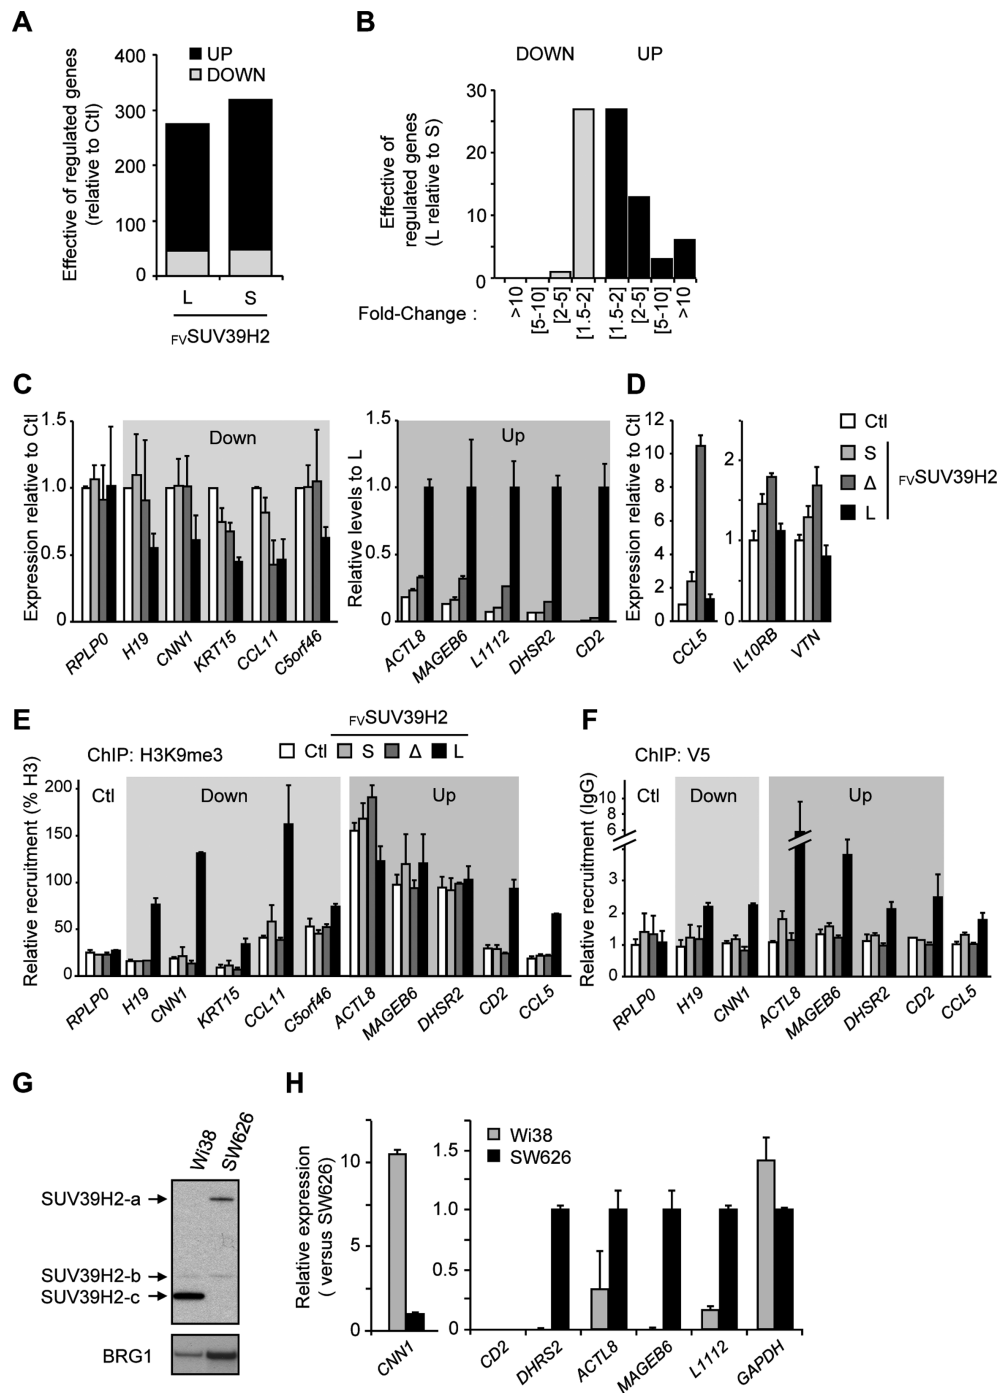 A
Effective of regulated genes
(relative to Ctl)
400
300
200
100
0
UP
DOWN
L
S
FVSUV39H2
B
DOWN
UP
Effective of
regulated genes
(L relative to S)
30
20
10
0
Fold-Change :
>10
[5-10]
[2-5]
[1.5-2]
[1.5-2]
[2-5]
[5-10]
>10
C
Expression relative to Ctl
1.5
1.0
0.5
0
Down
RPLP0
H19
CNN1
KRT15
CCL11
C5orf46
Relative levels to L
1.5
1.0
0.5
0
Up
ACTL8
MAGEB6
L1112
DHSR2
CD2
D
Expression relative to Ctl
12
10
8
6
4
2
0
CCL5
2
1
0
IL10RB
VTN
Ctl
S
Δ
L
FVSUV39H2
E
FVSUV39H2
ChIP: H3K9me3
Ctl
S
Δ
L
Relative recruitment (% H3)
200
150
100
50
0
Ctl
Down
Up
RPLP0
H19
CNN1
KRT15
CCL11
C5orf46
ACTL8
MAGEB6
DHSR2
CD2
CCL5
F
ChIP: V5
Relative recruitment (IgG)
10
8
6
4
2
1
0
Ctl
Down
Up
RPLP0
H19
CNN1
ACTL8
MAGEB6
DHSR2
CD2
CCL5
G
Wi38
SW626
SUV39H2-a
SUV39H2-b
SUV39H2-c
BRG1
H
Relative expression
( versus SW626)
10
5
0
CNN1
1.5
1.0
0.5
0
Wi38
SW626
CD2
DHRS2
ACTL8
MAGEB6
L1112
GAPDH